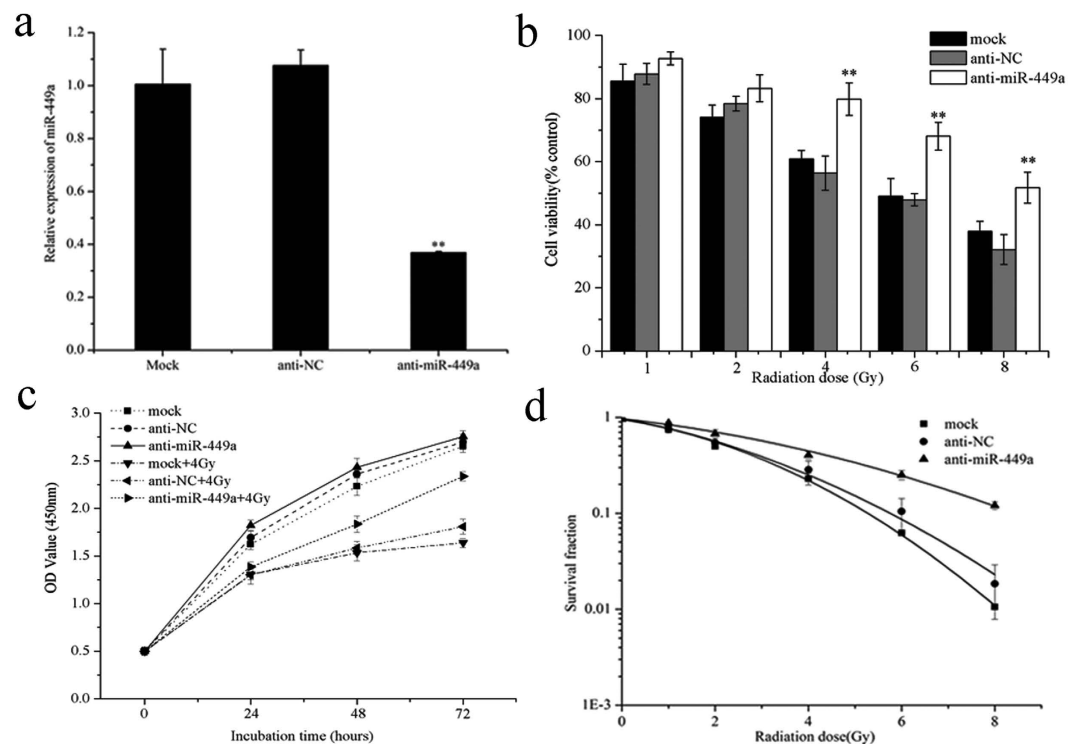 a
Relative expression of miR-449a
1.2
1.0
0.8
0.6
0.4
0.2
0.0
**
Mock
anti-NC
anti-miR-449a
b
Cell viability(% control)
100
80
60
40
20
0
mock
anti-NC
anti-miR-449a
**
**
**
1
2
4
6
8
Radiation dose (Gy)
c
OD Value (450nm)
3.0
2.5
2.0
1.5
1.0
0.5
0.0
mock
anti-NC
anti-miR-449a
mock+4Gy
anti-NC+4Gy
anti-miR-449a+4Gy
0
24
48
72
Incubation time (hours)
d
Survival fraction
1
0.1
0.01
1E-3
mock
anti-NC
anti-miR-449a
0
2
4
6
8
Radiation dose(Gy)